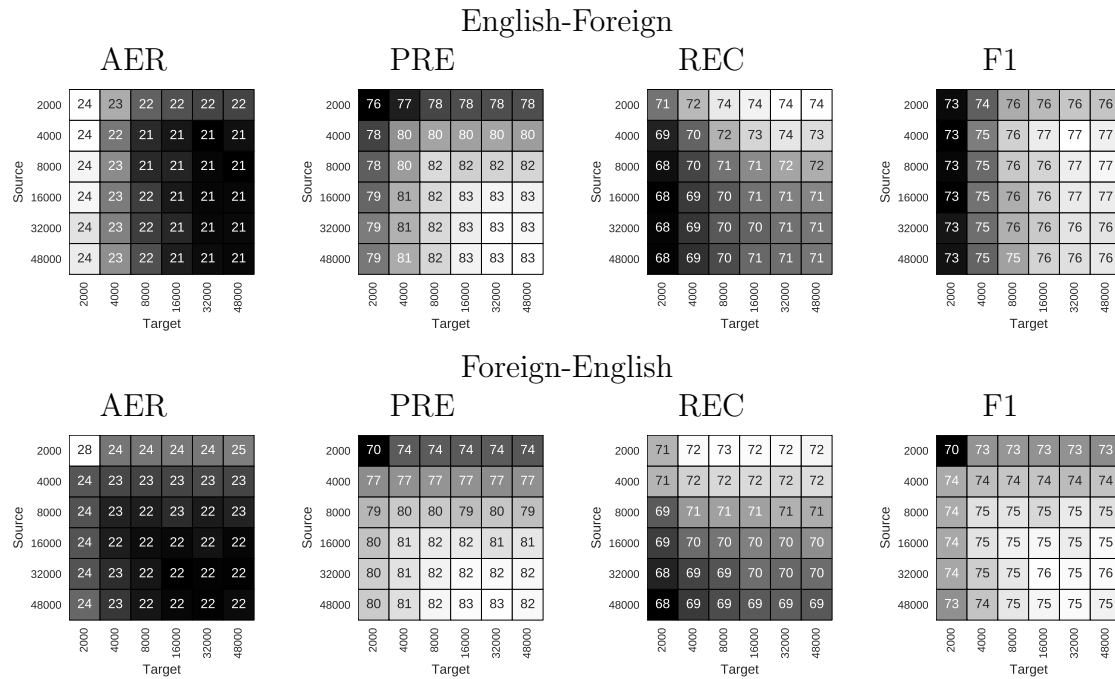 English-Foreign
AER PRE REC F1
2000 24 23 22 22 22 22 2000 76 77 78 78 78 78 2000 71 72 74 74 74 74 2000 73 74 76 76 76 76
4000 24 22 21 21 21 21 4000 78 80 80 80 80 80 4000 69 70 72 73 74 73 4000 73 75 76 77 77 77
8000 24 23 21 21 21 21 8000 78 80 82 82 82 82 8000 68 70 71 71 72 72 8000 73 75 76 76 77 77
16000 24 23 22 21 21 21 16000 79 81 82 83 83 83 16000 68 69 70 71 71 71 16000 73 75 76 76 77 77
32000 24 23 22 21 21 21 32000 79 81 82 83 83 83 32000 68 69 70 70 71 71 32000 73 75 76 76 76 76
48000 24 23 22 21 21 21 48000 79 81 82 83 83 83 48000 68 69 70 71 71 71 48000 73 75 75 76 76 76
Source Source Source Source
2000 4000 8000 16000 32000 48000 2000 4000 8000 16000 32000 48000 2000 4000 8000 16000 32000 48000 2000 4000 8000 16000 32000 48000
Target Target Target Target
Foreign-English
AER PRE REC F1
2000 28 24 24 24 24 25 2000 70 74 74 74 74 74 2000 71 72 73 72 72 72 2000 70 73 73 73 73 73
4000 24 23 23 23 23 23 4000 77 77 77 77 77 77 4000 71 72 72 72 72 72 4000 74 74 74 74 74 74
8000 24 23 22 23 22 23 8000 79 80 80 79 80 79 8000 69 71 71 71 71 71 8000 74 75 75 75 75 75
16000 24 22 22 22 22 22 16000 80 81 82 82 81 81 16000 69 70 70 70 70 70 16000 74 75 75 75 75 75
32000 24 23 22 22 22 22 32000 80 81 82 82 82 82 32000 68 69 69 70 70 70 32000 74 75 75 76 75 76
48000 24 23 22 22 22 22 48000 80 81 82 83 83 82 48000 68 69 69 69 69 69 48000 73 74 75 75 75 75
Source Source Source Source
2000 4000 8000 16000 32000 48000 2000 4000 8000 16000 32000 48000 2000 4000 8000 16000 32000 48000 2000 4000 8000 16000 32000 48000
Target Target Target Target